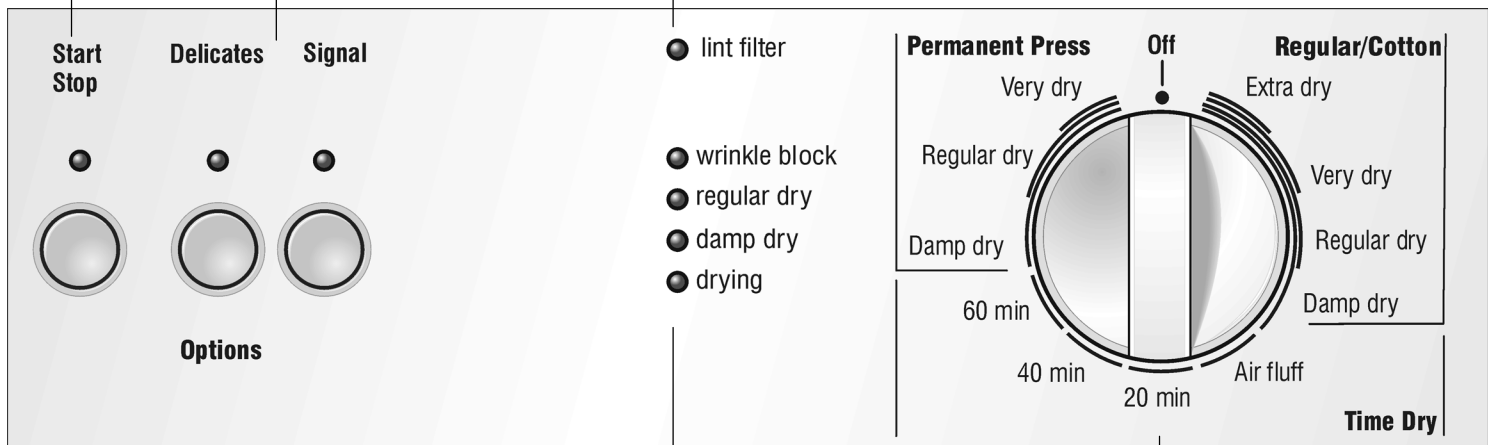 Start
Stop
Delicates
Signal
Options
lint filter
wrinkle block
regular dry
damp dry
drying
Permanent Press
Off
Regular/Cotton
Very dry
Regular dry
Damp dry
Extra dry
Very dry
Regular dry
Damp dry
60 min
40 min
20 min
Air fluff
Time Dry